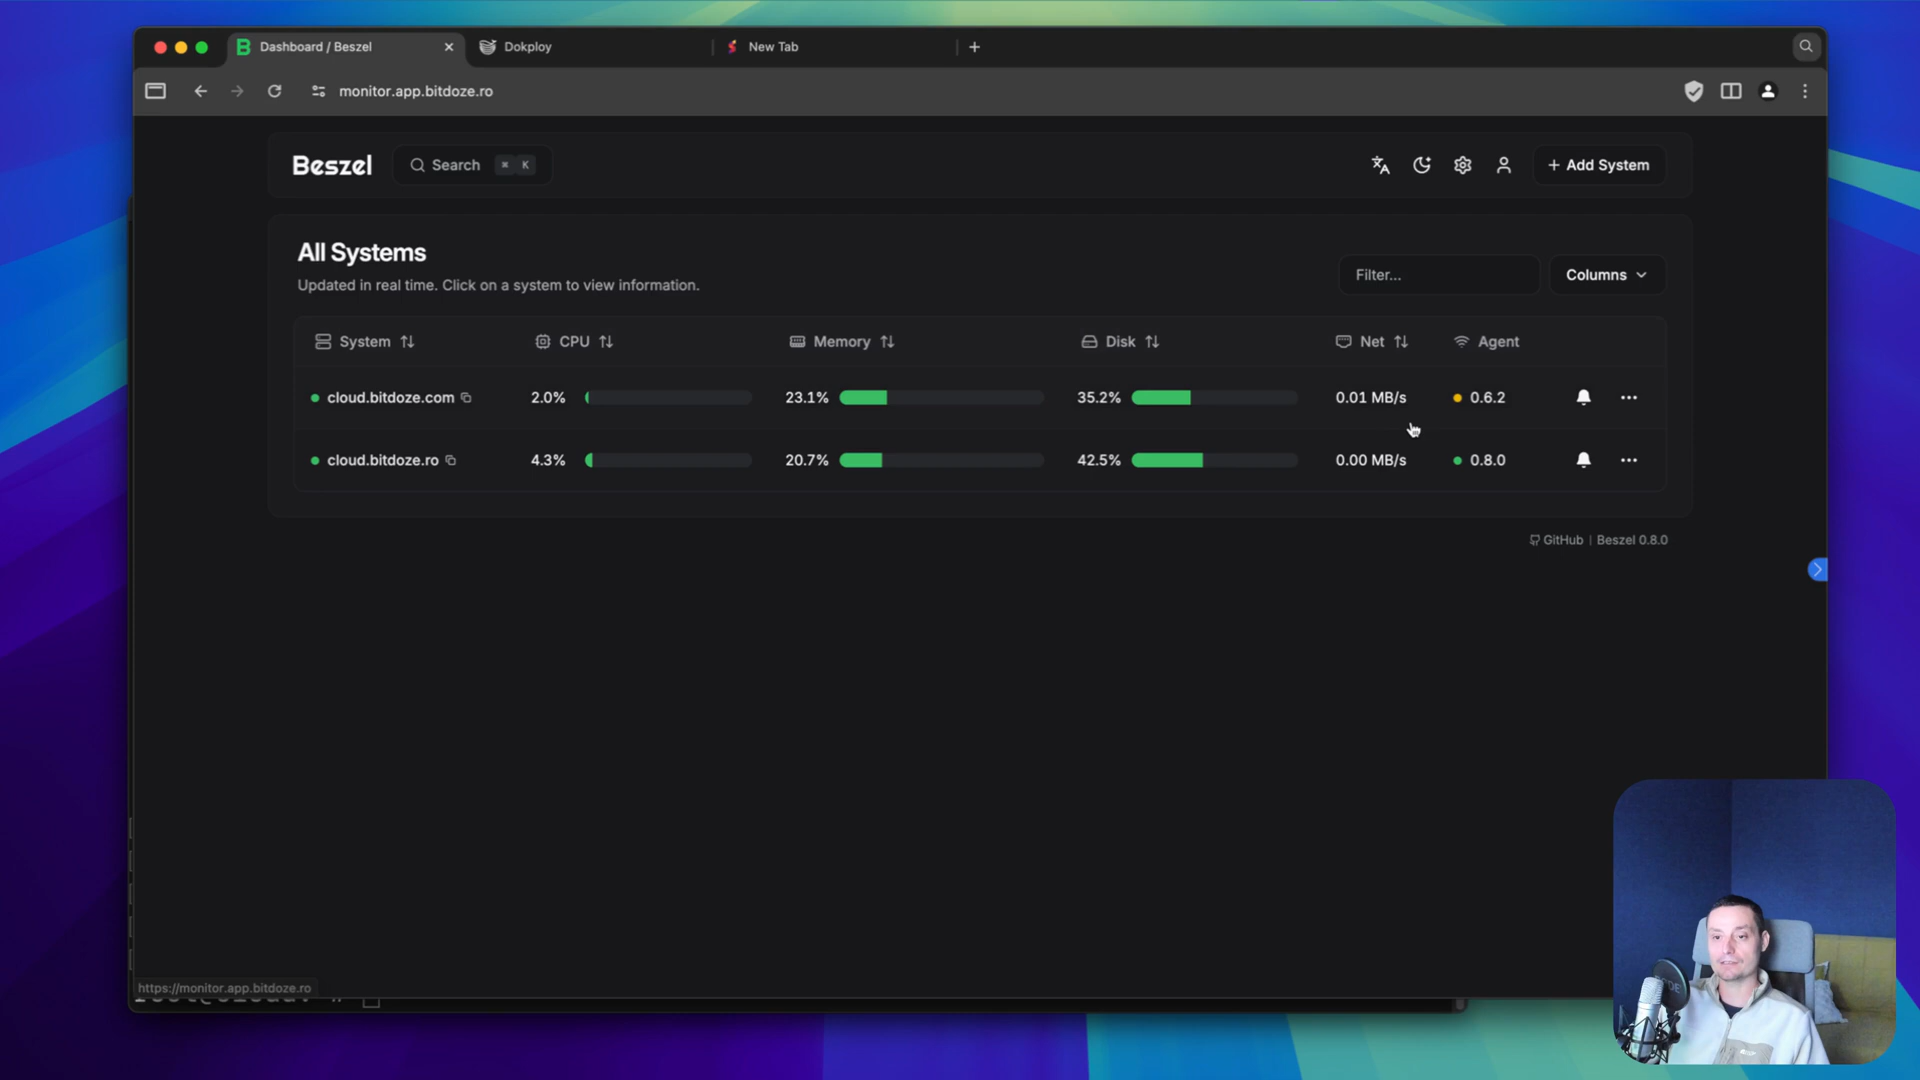 Dashboard / Beszel
Dokploy
New Tab
monitor.app.bitdoze.ro
Beszel
Search ⌘ K
+ Add System
All Systems
Updated in real time. Click on a system to view information.
Filter...
Columns
System CPU Memory Disk Net Agent
cloud.bitdoze.com 2.0% 23.1% 35.2% 0.01 MB/s 0.6.2
cloud.bitdoze.ro 4.3% 20.7% 42.5% 0.00 MB/s 0.8.0
GitHub | Beszel 0.8.0
https://monitor.app.bitdoze.ro